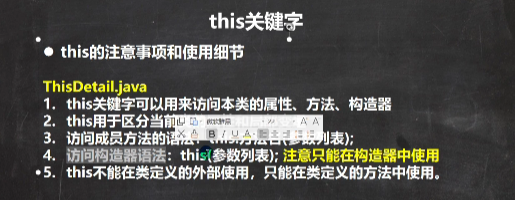 this关键字
this的注意事项和使用细节
ThisDetail.java
1. this关键字可以用来访问本类的属性、方法、构造器
2. this用于区分当前
3. 访问成员方法的语法: (参数列表);
4. 访问构造器语法: this(参数列表); 注意只能在构造器中使用
5. this不能在类定义的外部使用，只能在类定义的方法中使用。